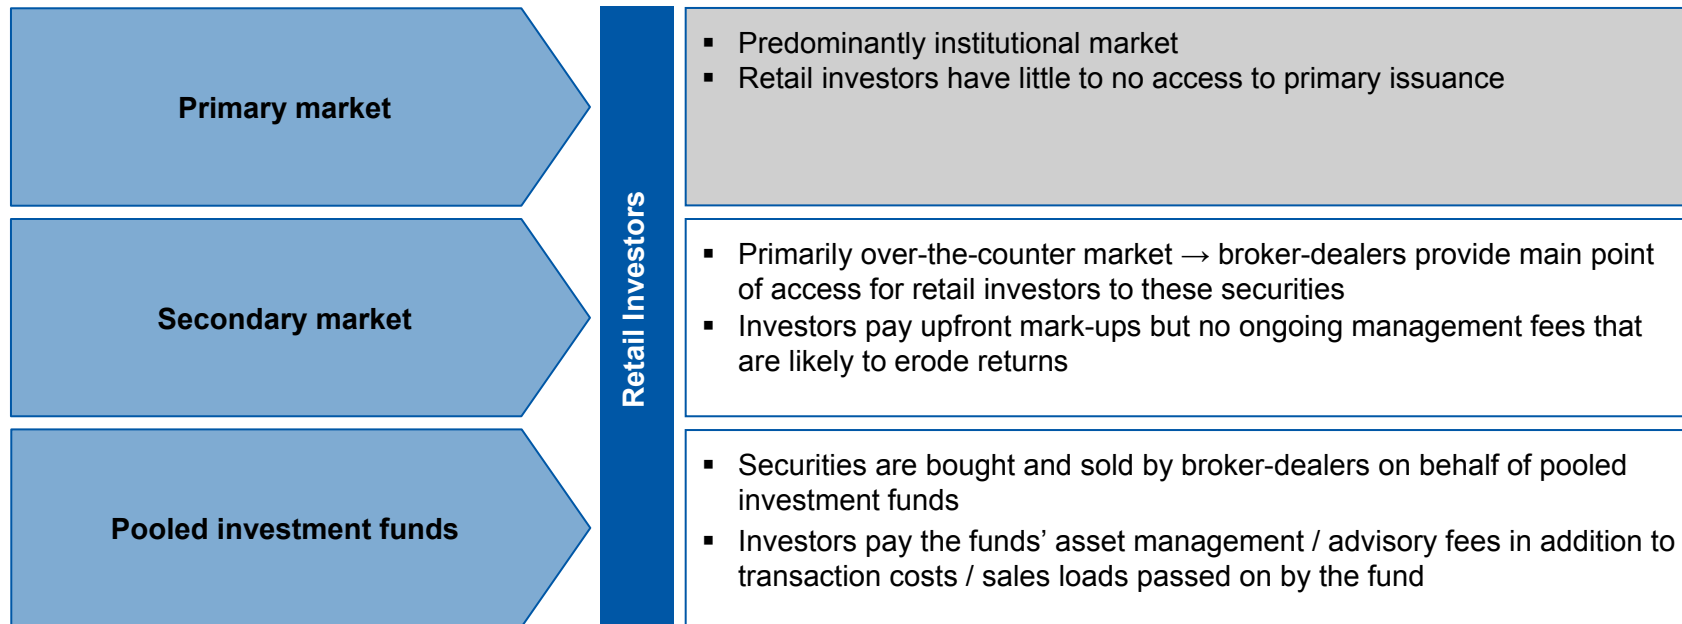 Primary market
▪ Predominantly institutional market
▪ Retail investors have little to no access to primary issuance
Retail Investors
Secondary market
▪ Primarily over-the-counter market → broker-dealers provide main point
of access for retail investors to these securities
▪ Investors pay upfront mark-ups but no ongoing management fees that
are likely to erode returns
Pooled investment funds
▪ Securities are bought and sold by broker-dealers on behalf of pooled
investment funds
▪ Investors pay the funds’ asset management / advisory fees in addition to
transaction costs / sales loads passed on by the fund